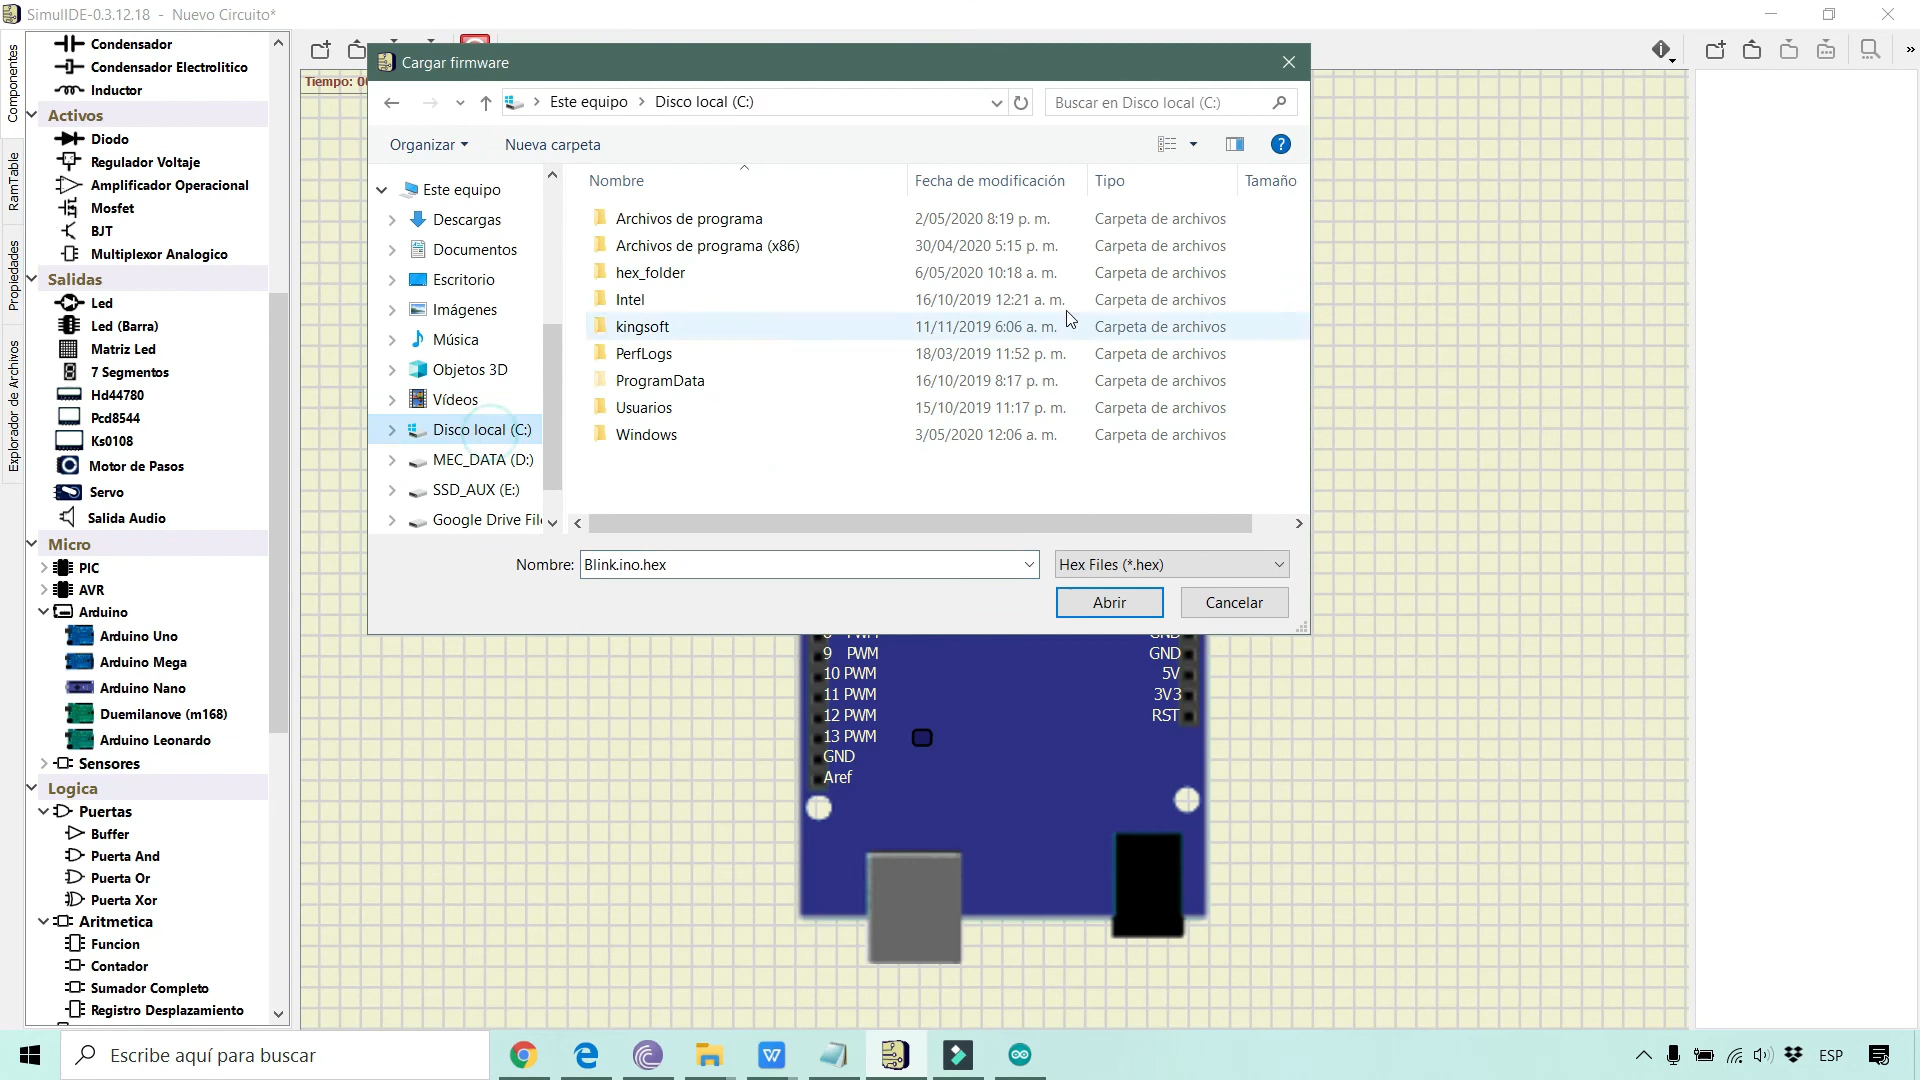 SimulIDE-0.3.12.18 - Nuevo Circuito*
Componentes
RamTable
Propiedades
Explorador de Archivos
Condensador
Condensador Electrolitico
Inductor
Activos
Diodo
Regulador Voltaje
Amplificador Operacional
Mosfet
BJT
Multiplexor Analogico
Salidas
Led
Led (Barra)
Matriz Led
7 Segmentos
Hd44780
Pcd8544
Ks0108
Motor de Pasos
Servo
Salida Audio
Micro
PIC
AVR
Arduino
Arduino Uno
Arduino Mega
Arduino Nano
Duemilanove (m168)
Arduino Leonardo
Sensores
Logica
Puertas
Buffer
Puerta And
Puerta Or
Puerta Xor
Aritmetica
Funcion
Contador
Sumador Completo
Registro Desplazamiento
Tiempo: 00
Cargar firmware
Este equipo > Disco local (C:)
Buscar en Disco local (C:)
Organizar
Nueva carpeta
Este equipo
Descargas
Documentos
Escritorio
Imágenes
Música
Objetos 3D
Vídeos
Disco local (C:)
MEC_DATA (D:)
SSD_AUX (E:)
Google Drive Fil
Nombre Fecha de modificación Tipo Tamaño
Archivos de programa 2/05/2020 8:19 p. m. Carpeta de archivos
Archivos de programa (x86) 30/04/2020 5:15 p. m. Carpeta de archivos
hex_folder 6/05/2020 10:18 a. m. Carpeta de archivos
Intel 16/10/2019 12:21 a. m. Carpeta de archivos
kingsoft 11/11/2019 6:06 a. m. Carpeta de archivos
PerfLogs 18/03/2019 11:52 p. m. Carpeta de archivos
ProgramData 16/10/2019 8:17 p. m. Carpeta de archivos
Usuarios 15/10/2019 11:17 p. m. Carpeta de archivos
Windows 3/05/2020 12:06 a. m. Carpeta de archivos
Nombre: Blink.ino.hex Hex Files (*.hex)
Abrir Cancelar
9 PWM GND
10 PWM 5V
11 PWM 3V3
12 PWM RST
13 PWM
GND
Aref
Escribe aquí para buscar
ESP